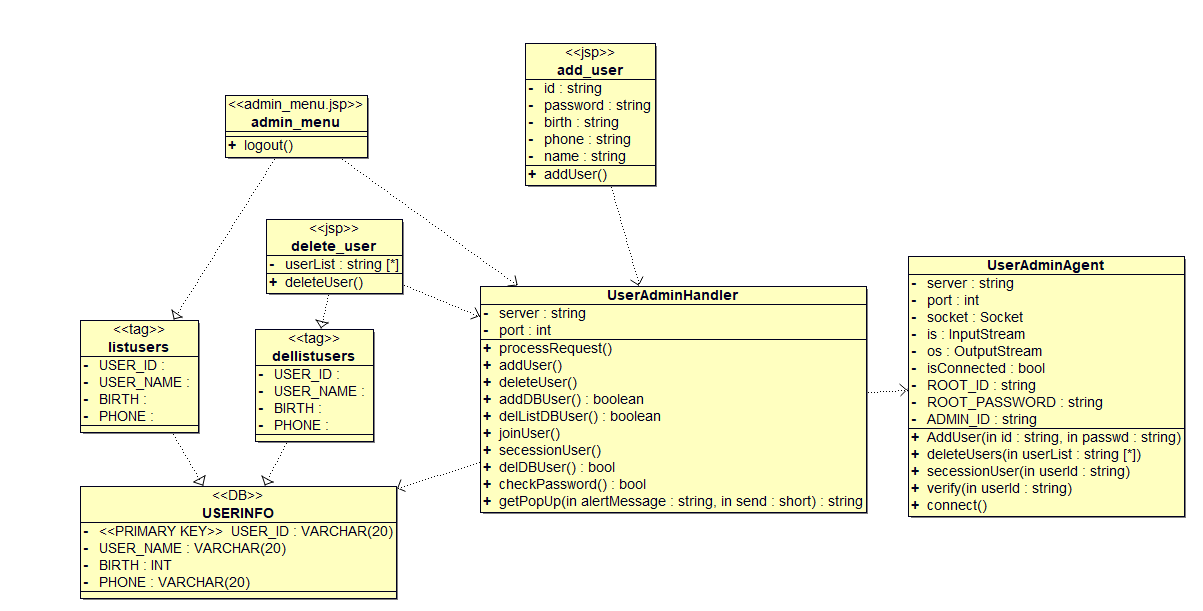 <<jsp>>
add_user
- id : string
- password : string
- birth : string
- phone : string
- name : string
+ addUser()
<<admin_menu.jsp>>
admin_menu
+ logout()
<<jsp>>
delete_user
- userList : string [*]
+ deleteUser()
<<tag>>
listusers
- USER_ID :
- USER_NAME :
- BIRTH :
- PHONE :
<<tag>>
dellistusers
- USER_ID :
- USER_NAME :
- BIRTH :
- PHONE :
UserAdminHandler
- server : string
- port : int
+ processRequest()
+ addUser()
+ deleteUser()
+ addDBUser() : boolean
+ delListDBUser() : boolean
+ joinUser()
+ secessionUser()
+ delDBUser() : bool
+ checkPassword() : bool
+ getPopUp(in alertMessage : string, in send : short) : string
UserAdminAgent
- server : string
- port : int
- socket : Socket
- is : InputStream
- os : OutputStream
- isConnected : bool
- ROOT_ID : string
- ROOT_PASSWORD : string
- ADMIN_ID : string
+ AddUser(in id : string, in passwd : string)
+ deleteUsers(in userList : string [*])
+ secessionUser(in userId : string)
+ verify(in userId : string)
+ connect()
<<DB>>
USERINFO
- <<PRIMARY KEY>> USER_ID : VARCHAR(20)
- USER_NAME : VARCHAR(20)
- BIRTH : INT
- PHONE : VARCHAR(20)